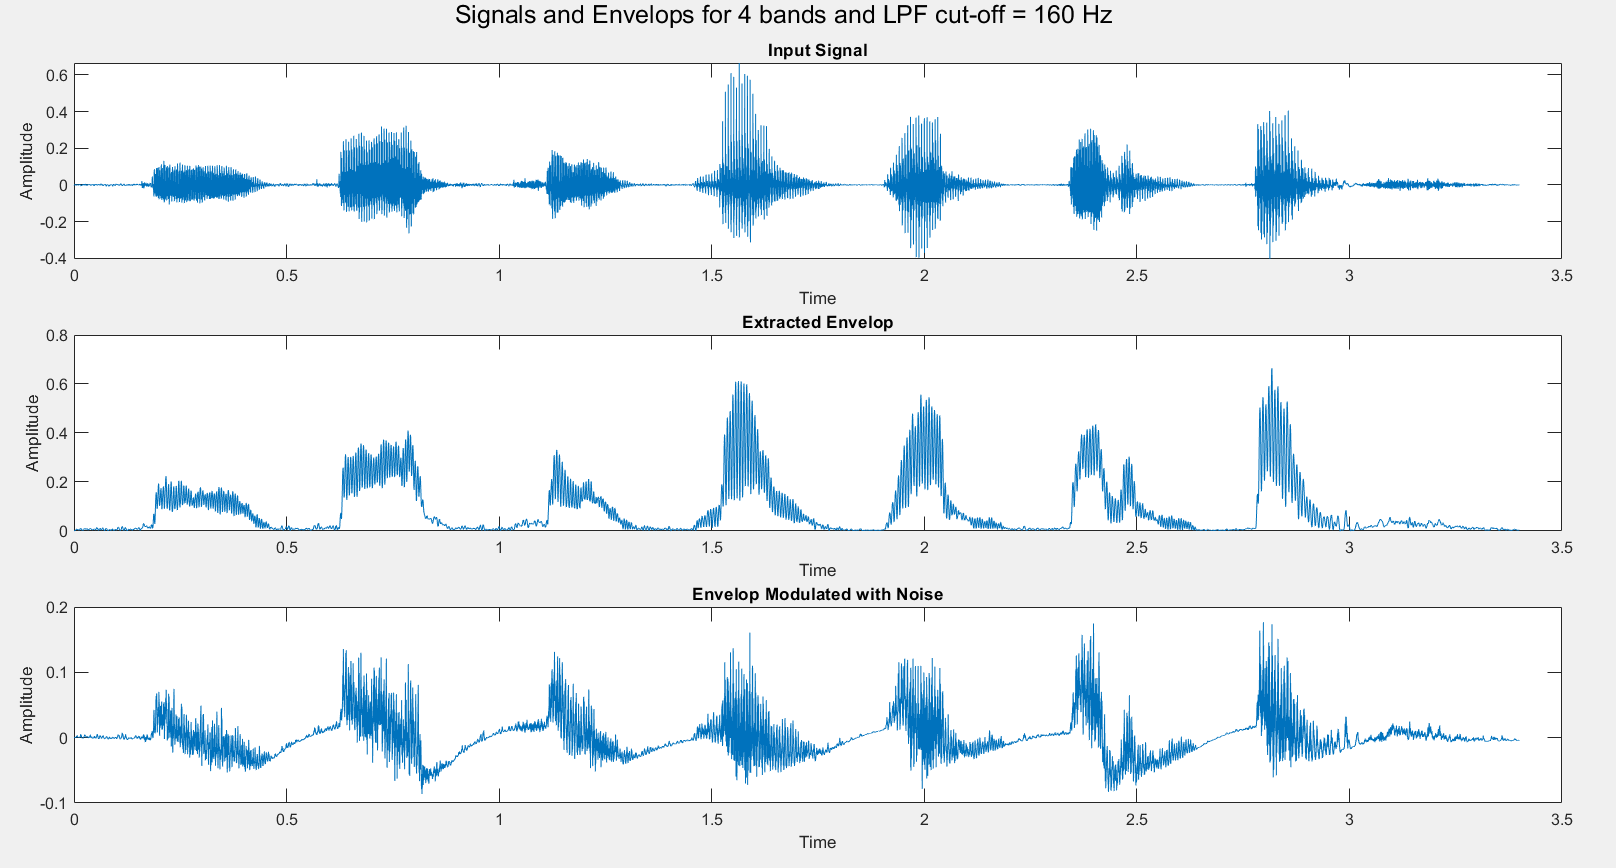 Signals and Envelops for 4 bands and LPF cut-off = 160 Hz
Input Signal
0.6
0.4
0.2
0
-0.2
-0.4
Amplitude
0 0.5 1 1.5 2 2.5 3 3.5
Time
Extracted Envelop
0.8
0.6
0.4
0.2
0
Amplitude
0 0.5 1 1.5 2 2.5 3 3.5
Time
Envelop Modulated with Noise
0.2
0.1
0
-0.1
Amplitude
0 0.5 1 1.5 2 2.5 3 3.5
Time